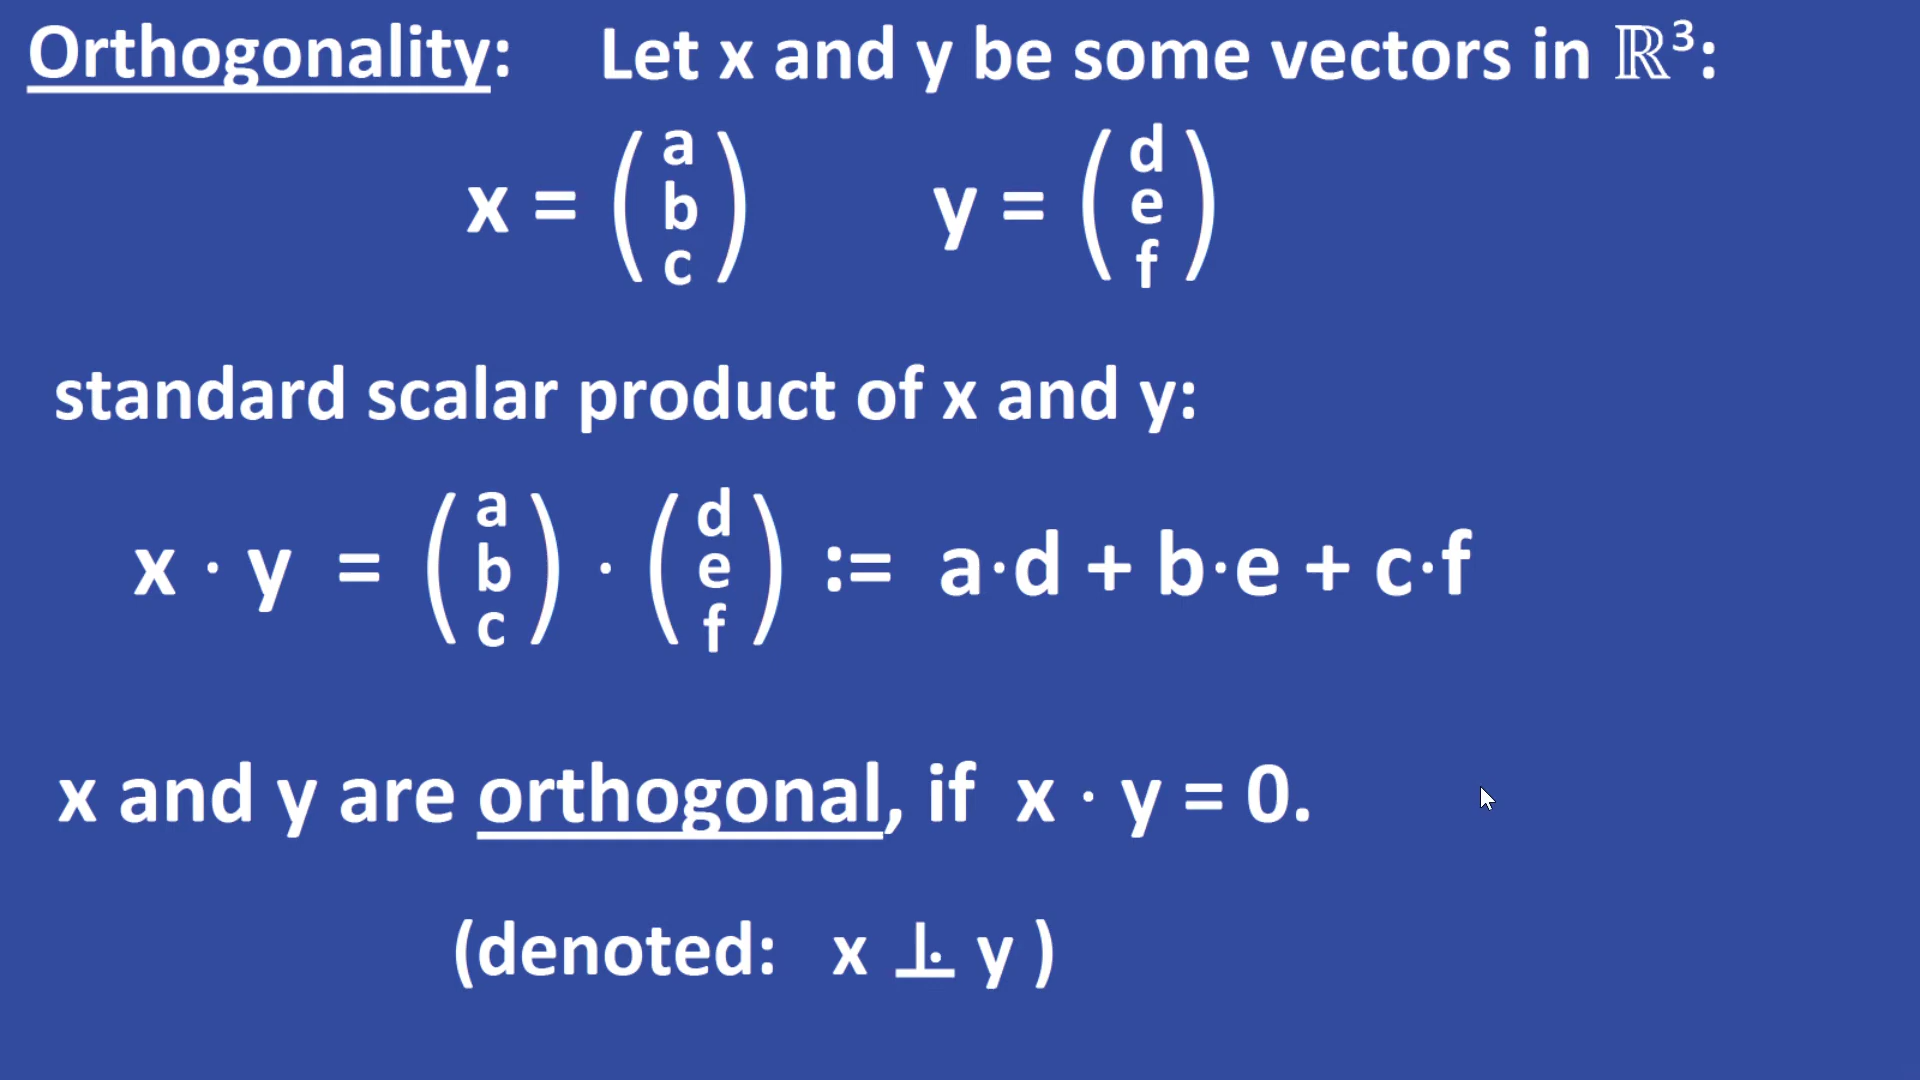 Orthogonality: Let x and y be some vectors in ℝ³:
x = ( a b c ) y = ( d e f )
standard scalar product of x and y:
x · y = ( a b c ) · ( d e f ) := a·d + b·e + c·f
x and y are orthogonal, if x · y = 0.
(denoted: x ⊥ y )